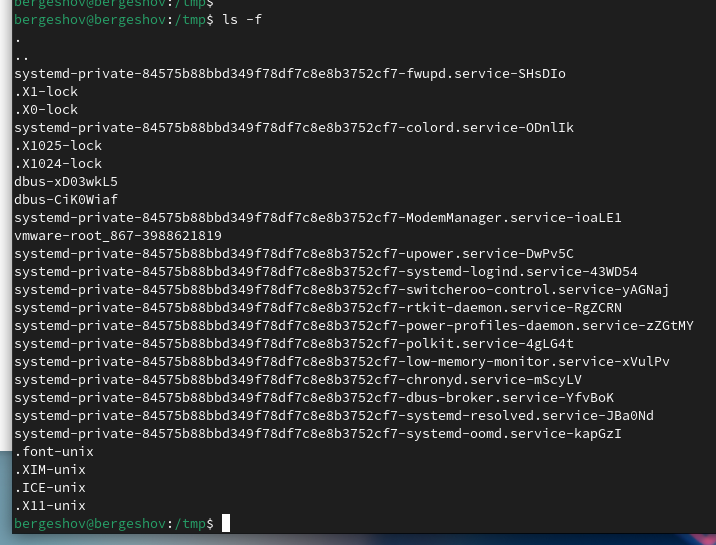 bergeshov@bergeshov:/tmp$
bergeshov@bergeshov:/tmp$ ls -f
.
..
systemd-private-84575b88bbd349f78df7c8e8b3752cf7-fwupd.service-SHsDIo
.X1-lock
.X0-lock
systemd-private-84575b88bbd349f78df7c8e8b3752cf7-colord.service-ODnlIk
.X1025-lock
.X1024-lock
dbus-xD03wkL5
dbus-CiK0Wiaf
systemd-private-84575b88bbd349f78df7c8e8b3752cf7-ModemManager.service-ioaLE1
vmware-root_867-3988621819
systemd-private-84575b88bbd349f78df7c8e8b3752cf7-upower.service-DwPv5C
systemd-private-84575b88bbd349f78df7c8e8b3752cf7-systemd-logind.service-43WD54
systemd-private-84575b88bbd349f78df7c8e8b3752cf7-switcheroo-control.service-yAGNaj
systemd-private-84575b88bbd349f78df7c8e8b3752cf7-rtkit-daemon.service-RgZCRN
systemd-private-84575b88bbd349f78df7c8e8b3752cf7-power-profiles-daemon.service-zZGtMY
systemd-private-84575b88bbd349f78df7c8e8b3752cf7-polkit.service-4gLG4t
systemd-private-84575b88bbd349f78df7c8e8b3752cf7-low-memory-monitor.service-xVulPv
systemd-private-84575b88bbd349f78df7c8e8b3752cf7-chronyd.service-mScyLV
systemd-private-84575b88bbd349f78df7c8e8b3752cf7-dbus-broker.service-YfvBoK
systemd-private-84575b88bbd349f78df7c8e8b3752cf7-systemd-resolved.service-JBa0Nd
systemd-private-84575b88bbd349f78df7c8e8b3752cf7-systemd-oomd.service-kapGzI
.font-unix
.XIM-unix
.ICE-unix
.X11-unix
bergeshov@bergeshov:/tmp$